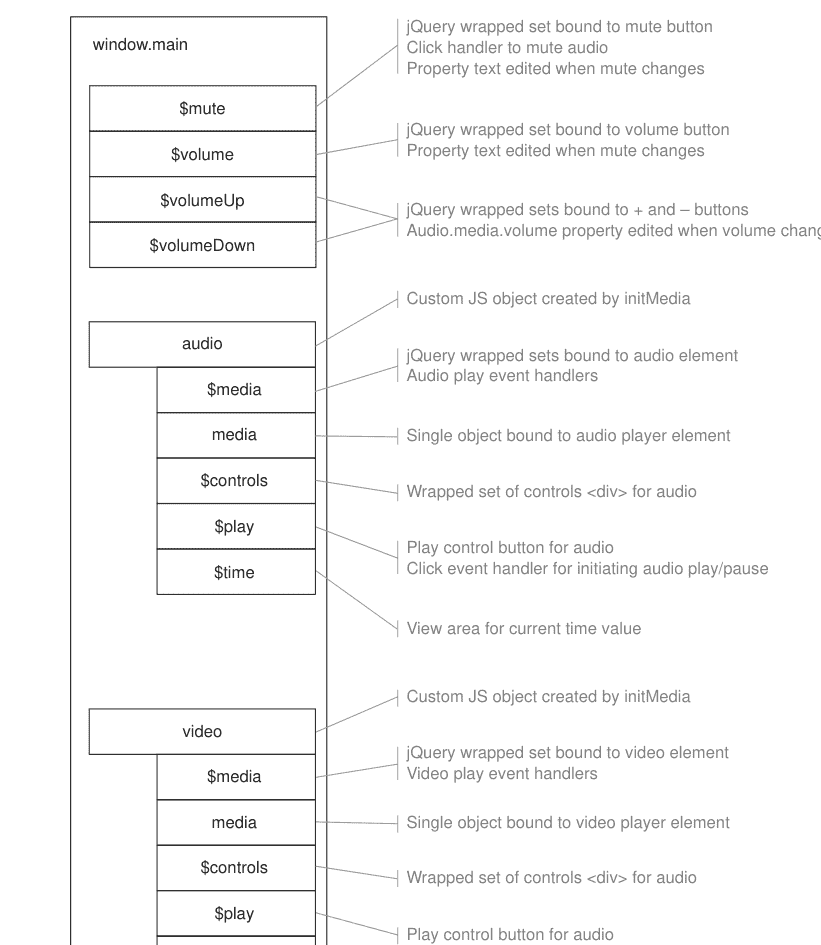 window.main
$mute
jQuery wrapped set bound to mute button
Click handler to mute audio
Property text edited when mute changes
$volume
jQuery wrapped set bound to volume button
Property text edited when mute changes
$volumeUp
$volumeDown
jQuery wrapped sets bound to + and – buttons
Audio.media.volume property edited when volume chang
audio
Custom JS object created by initMedia
$media
jQuery wrapped sets bound to audio element
Audio play event handlers
media
Single object bound to audio player element
$controls
Wrapped set of controls <div> for audio
$play
Play control button for audio
Click event handler for initiating audio play/pause
$time
View area for current time value
video
Custom JS object created by initMedia
$media
jQuery wrapped set bound to video element
Video play event handlers
media
Single object bound to video player element
$controls
Wrapped set of controls <div> for audio
$play
Play control button for audio